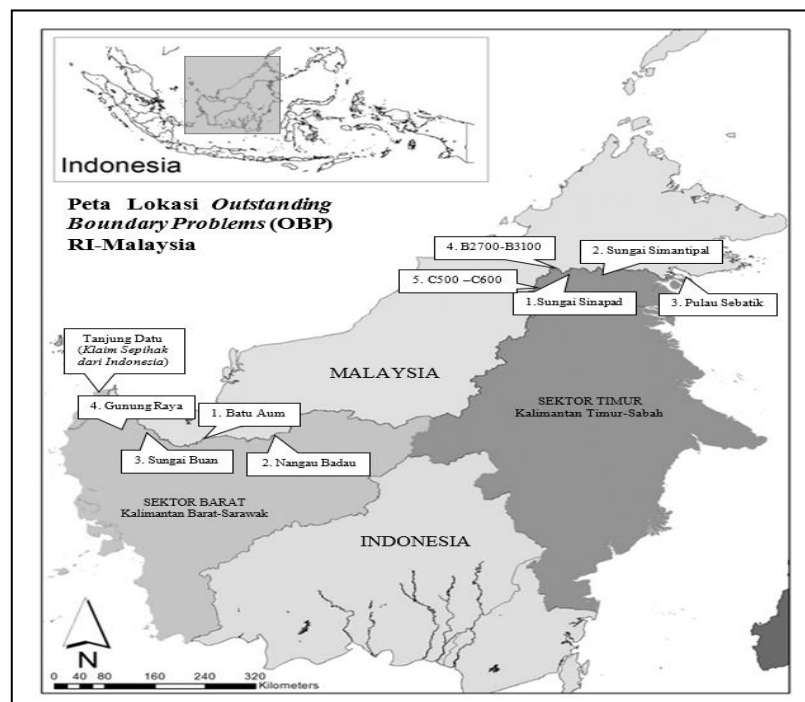 Indonesia
Peta Lokasi Outstanding
Boundary Problems (OBP)
RI-Malaysia
4. B2700-B3100
2. Sungai Simantipal
5. C500 –C600
1.Sungai Sinapad
3. Pulau Sebatik
Tanjung Datu
(Klaim Sepihak
dari Indonesia)
MALAYSIA
4. Gunung Raya
1. Batu Aum
3. Sungai Buan
2. Nangau Badau
SEKTOR TIMUR
Kalimantan Timur-Sabah
SEKTOR BARAT
Kalimantan Barat-Sarawak
INDONESIA
N
0 40 80 160 240 320
Kilometers